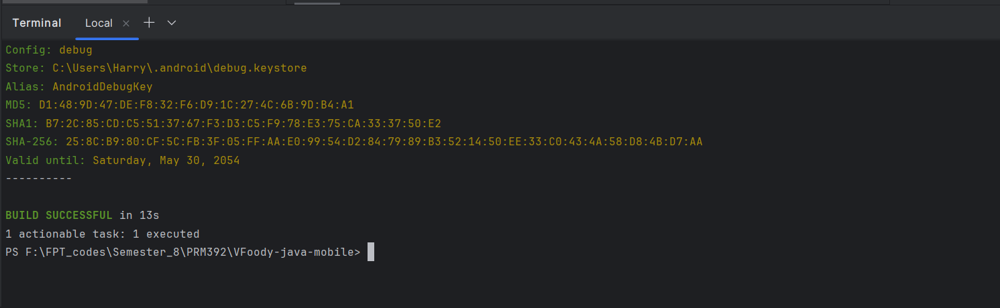 Terminal Local
Config: debug
Store: C:\Users\Harry\.android\debug.keystore
Alias: AndroidDebugKey
MD5: D1:48:9D:47:DE:F8:32:F6:D9:1C:27:4C:6B:9D:B4:A1
SHA1: B7:2C:85:CD:C5:51:37:67:F3:D3:C5:F9:78:E3:75:CA:33:37:50:E2
SHA-256: 25:8C:B9:80:CF:5C:FB:3F:05:FF:AA:E0:99:54:D2:84:79:89:B3:52:14:50:EE:33:C0:43:4A:58:D8:4B:D7:AA
Valid until: Saturday, May 30, 2054
----------
BUILD SUCCESSFUL in 13s
1 actionable task: 1 executed
PS F:\FPT_codes\Semester_8\PRM392\VFoody-java-mobile>